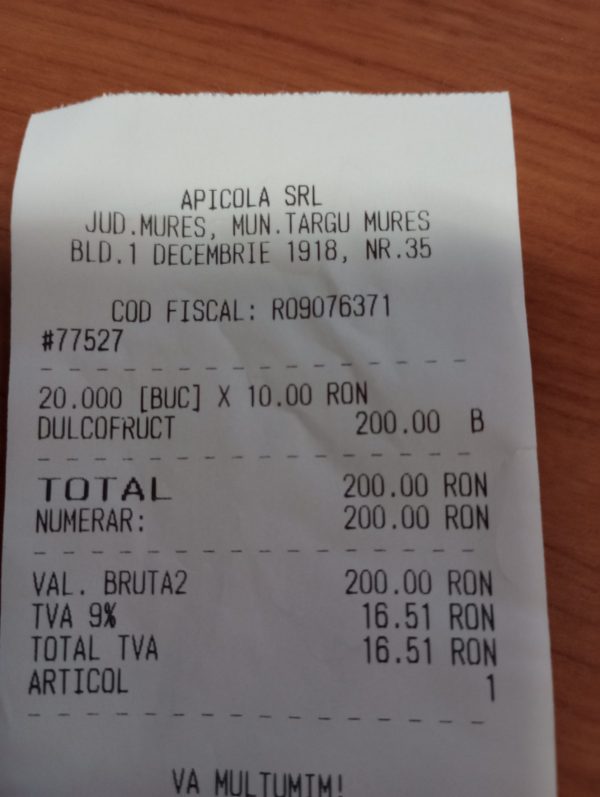 APICOLA SRL
JUD.MURES, MUN.TARGU MURES
BLD.1 DECEMBRIE 1918, NR.35
COD FISCAL: RO9076371
#77527
20.000 [BUC] X 10.00 RON
DULCOFRUCT 200.00 B
TOTAL 200.00 RON
NUMERAR: 200.00 RON
VAL. BRUTA2 200.00 RON
TVA 9% 16.51 RON
TOTAL TVA 16.51 RON
ARTICOL 1
VA MULTUMIM!